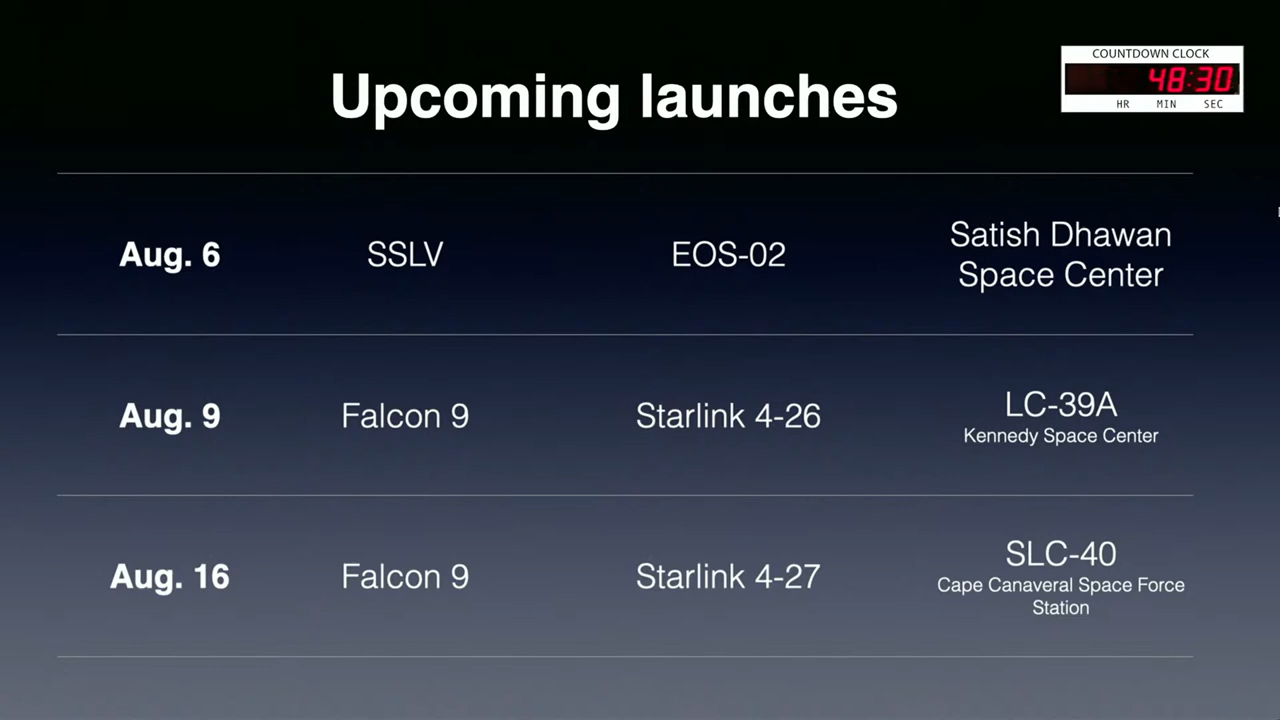 COUNTDOWN CLOCK
48:30
HR MIN SEC
Upcoming launches
Aug. 6 SSLV EOS-02 Satish Dhawan
Space Center
Aug. 9 Falcon 9 Starlink 4-26 LC-39A
Kennedy Space Center
Aug. 16 Falcon 9 Starlink 4-27 SLC-40
Cape Canaveral Space Force
Station